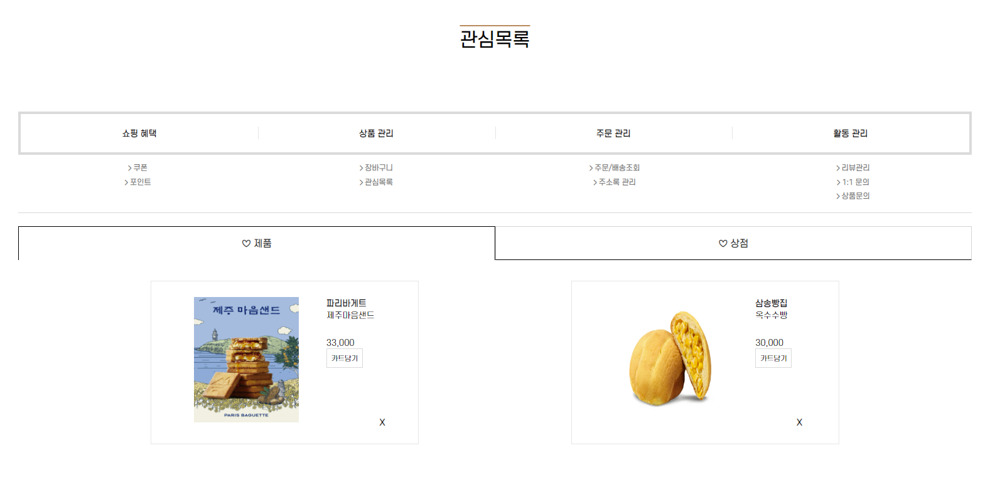 관심목록
쇼핑 혜택
상품 관리
주문 관리
활동 관리
> 쿠폰
> 포인트
> 장바구니
> 관심목록
> 주문/배송조회
> 주소록 관리
> 리뷰관리
> 1:1 문의
> 상품문의
♡ 제품
♡ 상점
제주 마음샌드
PARIS BAGUETTE
파리바게트
제주마음샌드
33,000
카트담기
X
삼송빵집
옥수수빵
30,000
카트담기
X